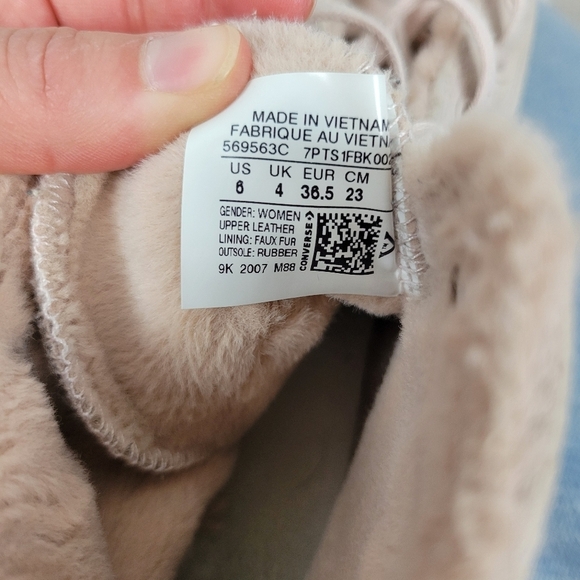 MADE IN VIETNAM
FABRIQUE AU VIETNA
569563C 7PTS1FBK002
US UK EUR CM
6 4 36.5 23
GENDER: WOMEN
UPPER LEATHER
LINING: FAUX FUR
OUTSOLE: RUBBER
CONVERSE
9K 2007 M88